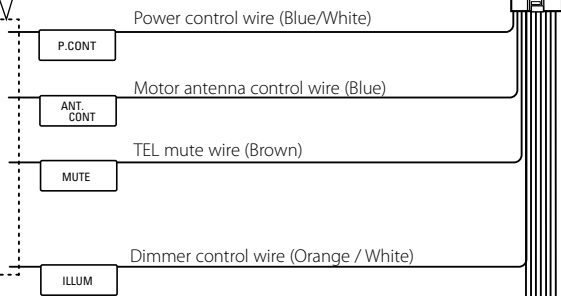 Power control wire (Blue/White)
P.CONT
Motor antenna control wire (Blue)
ANT.
CONT
TEL mute wire (Brown)
MUTE
Dimmer control wire (Orange / White)
ILLUM